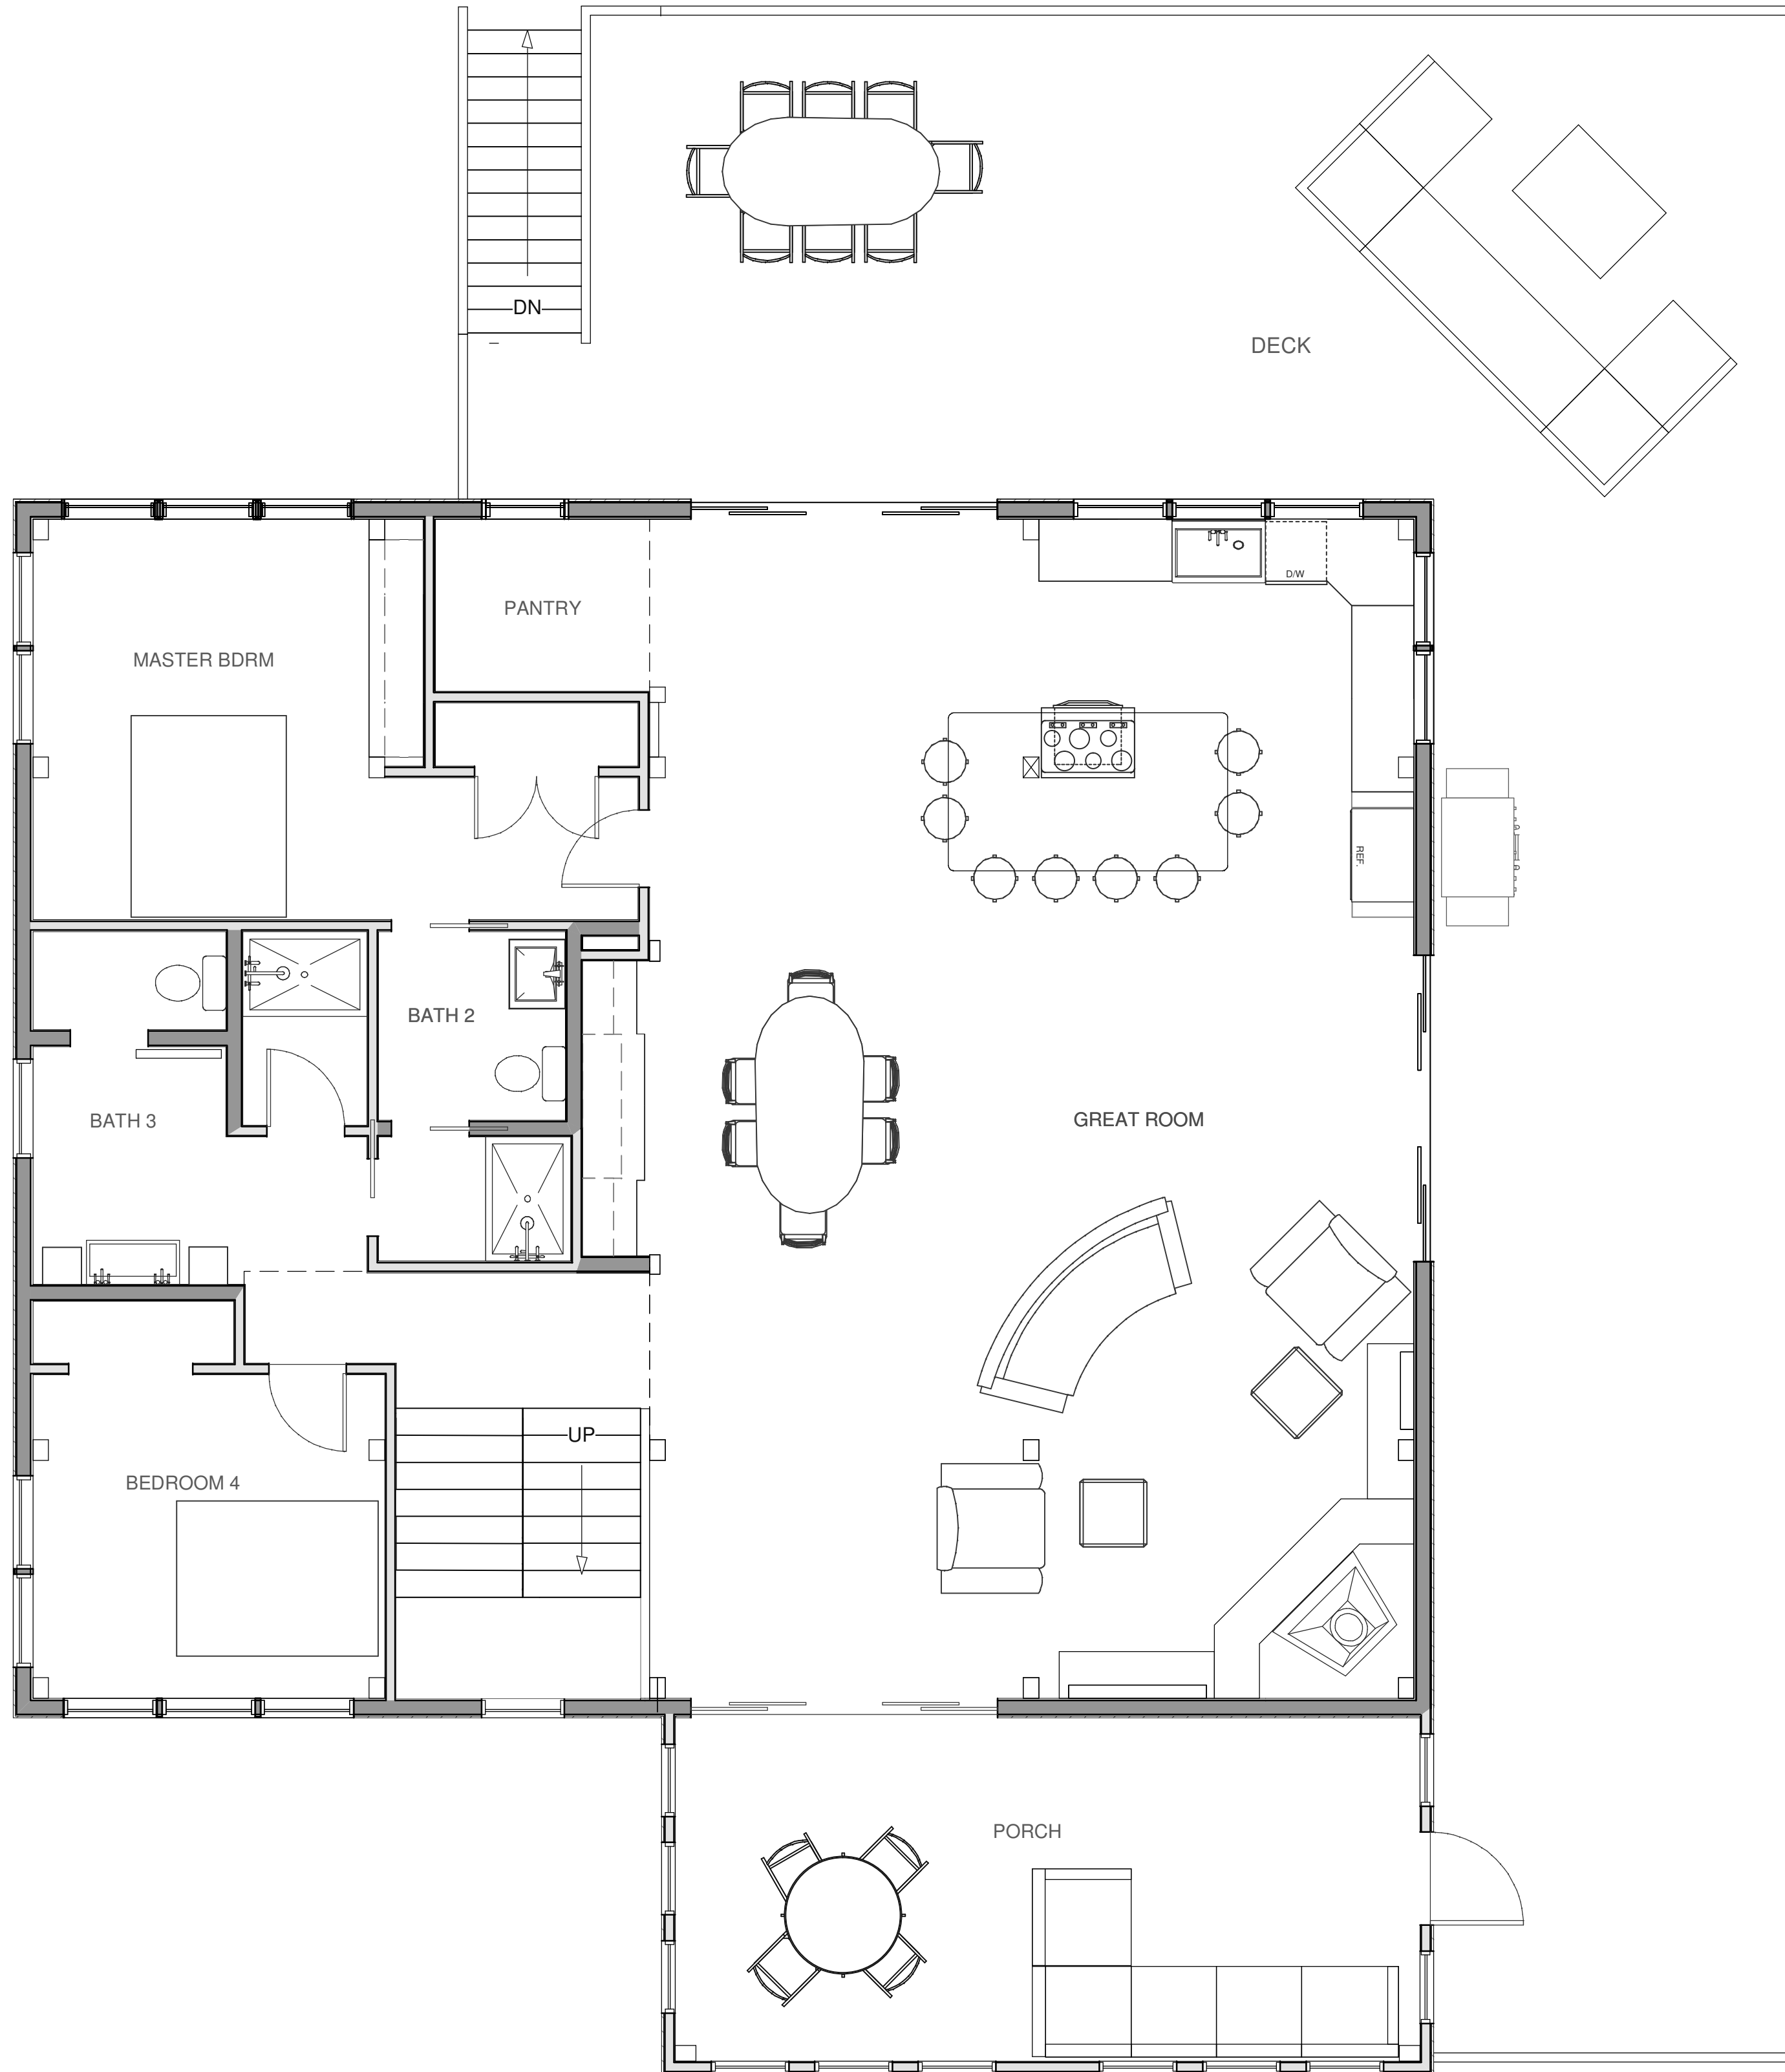 DN
DECK
D/W
PANTRY
MASTER BDRM
REF.
BATH 2
BATH 3
GREAT ROOM
UP
BEDROOM 4
PORCH